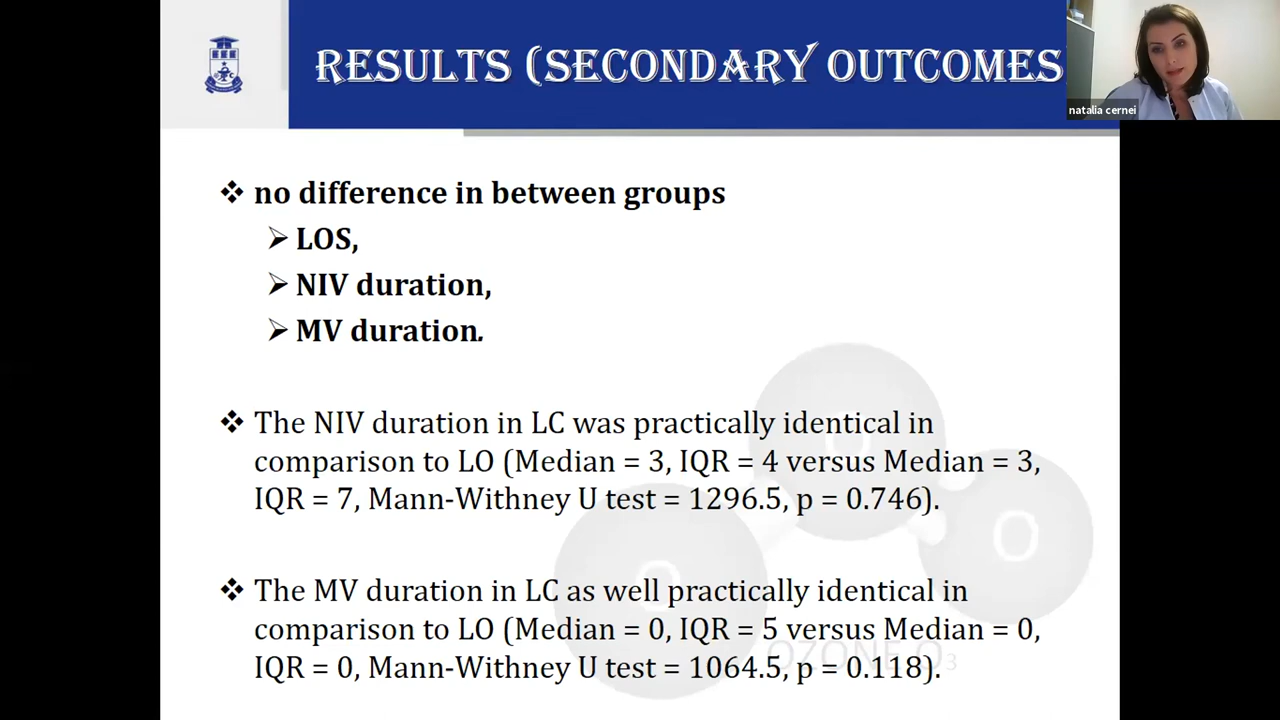 RESULTS (SECONDARY OUTCOMES
natalia cernei
no difference in between groups
LOS,
NIV duration,
MV duration.
The NIV duration in LC was practically identical in
comparison to LO (Median = 3, IQR = 4 versus Median = 3,
IQR = 7, Mann-Withney U test = 1296.5, p = 0.746).
The MV duration in LC as well practically identical in
comparison to LO (Median = 0, IQR = 5 versus Median = 0,
IQR = 0, Mann-Withney U test = 1064.5, p = 0.118).
O
O
O
OZONE O3